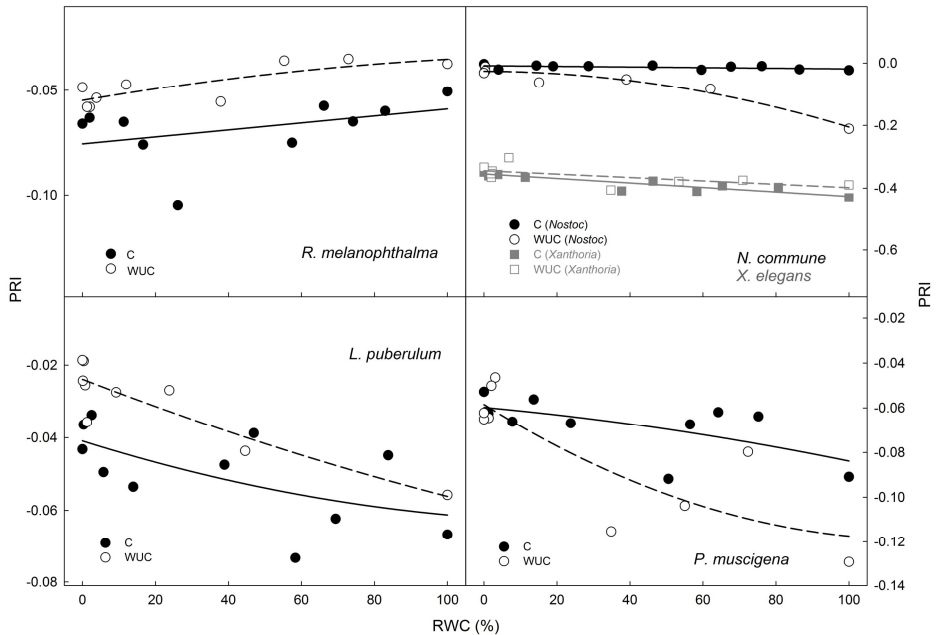 -0.05
-0.10
C
WUC
R. melanophthalma
0.0
-0.2
-0.4
-0.6
C (Nostoc)
WUC (Nostoc)
C (Xanthoria)
WUC (Xanthoria)
N. commune
X. elegans
PRI
PRI
-0.02
-0.04
-0.06
-0.08
L. puberulum
C
WUC
-0.02
-0.04
-0.06
-0.08
-0.10
-0.12
-0.14
C
WUC
P. muscigena
0 20 40 60 80 100
0 20 40 60 80 100
RWC (%)